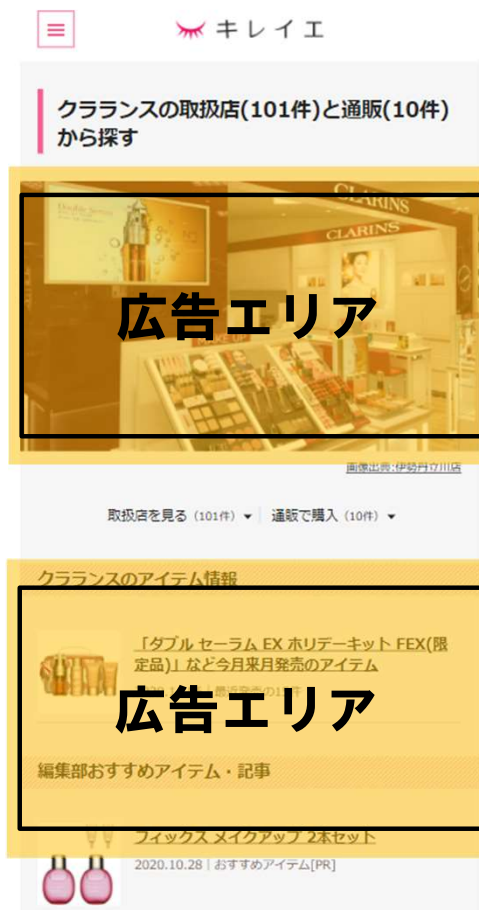 キレイエ
クラランスの取扱店(101件)と通販(10件)
から探す
CLARINS
CLARINS
MAKE UP
広告エリア
画像出典:伊勢丹立川店
取扱店を見る（101件）▼
通販で購入（10件）▼
クラランスのアイテム情報
「ダブル セーラム EX ホリデーキット FEX(限
定品)」など今月来月発売のアイテム
広告エリア
編集部おすすめアイテム・記事
フィックス メイクアップ 2本セット
2020.10.28｜おすすめアイテム[PR]